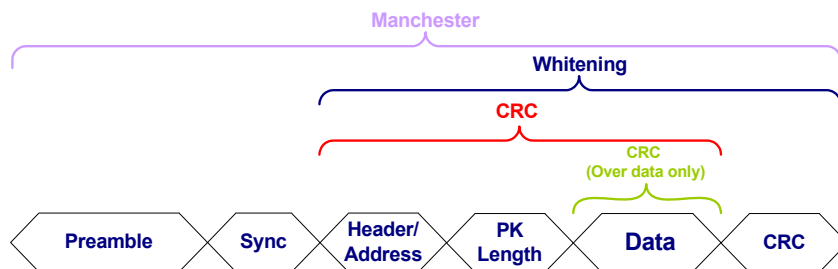 Manchester
Whitening
CRC
CRC
(Over data only)
Preamble
Sync
Header/
Address
PK
Length
Data
CRC